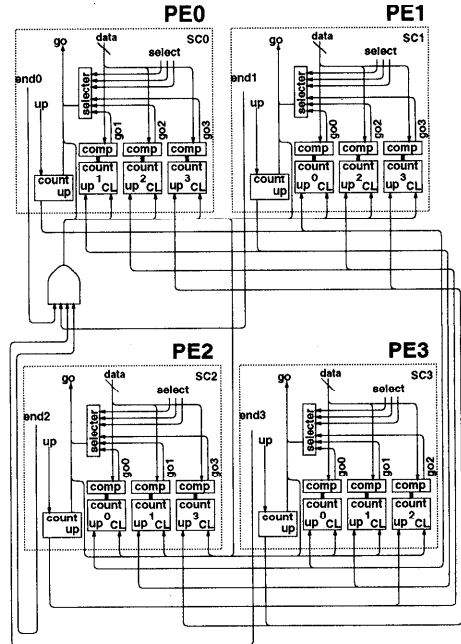 PE0
data
go
SC0
select
end0
selecter
up
go1
go2
go3
comp comp comp
count count count
1 2 3
up CL up CL up CL
count
up
PE1
data
go
SC1
select
end1
selecter
up
go0
go2
go3
comp comp comp
count count count
0 2 3
up CL up CL up CL
count
up
PE2
data
go
SC2
select
end2
selecter
up
go0
go1
go3
comp comp comp
count count count
0 1 3
up CL up CL up CL
count
up
PE3
data
go
SC3
select
end3
selecter
up
go0
go1
go2
comp comp comp
count count count
0 1 2
up CL up CL up CL
count
up